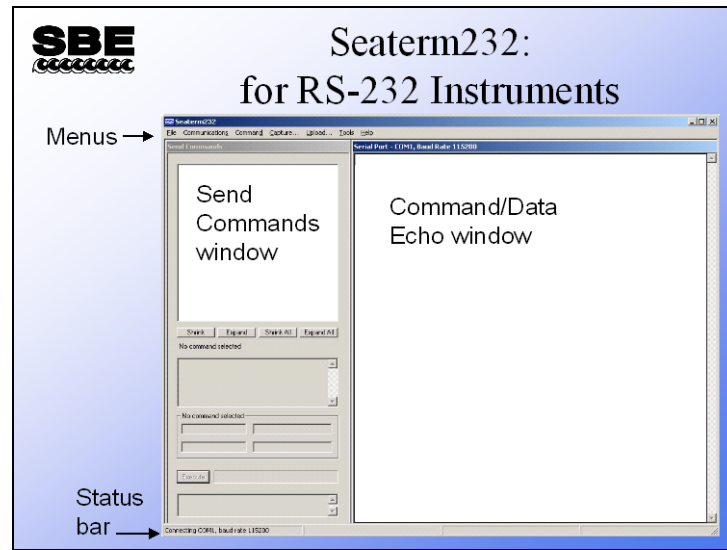 SBE
Seaterm232:
for RS-232 Instruments
Menus
Seaterm232
File Communications Command Capture... Upload... Tools Help
Send Commands
Serial Port - COM1, Baud Rate 115200
Send
Commands
window
Command/Data
Echo window
Shrink Expand Shrink All Expand All
No command selected
No command selected
Execute
Status
bar
Connecting COM1, baud rate 115200